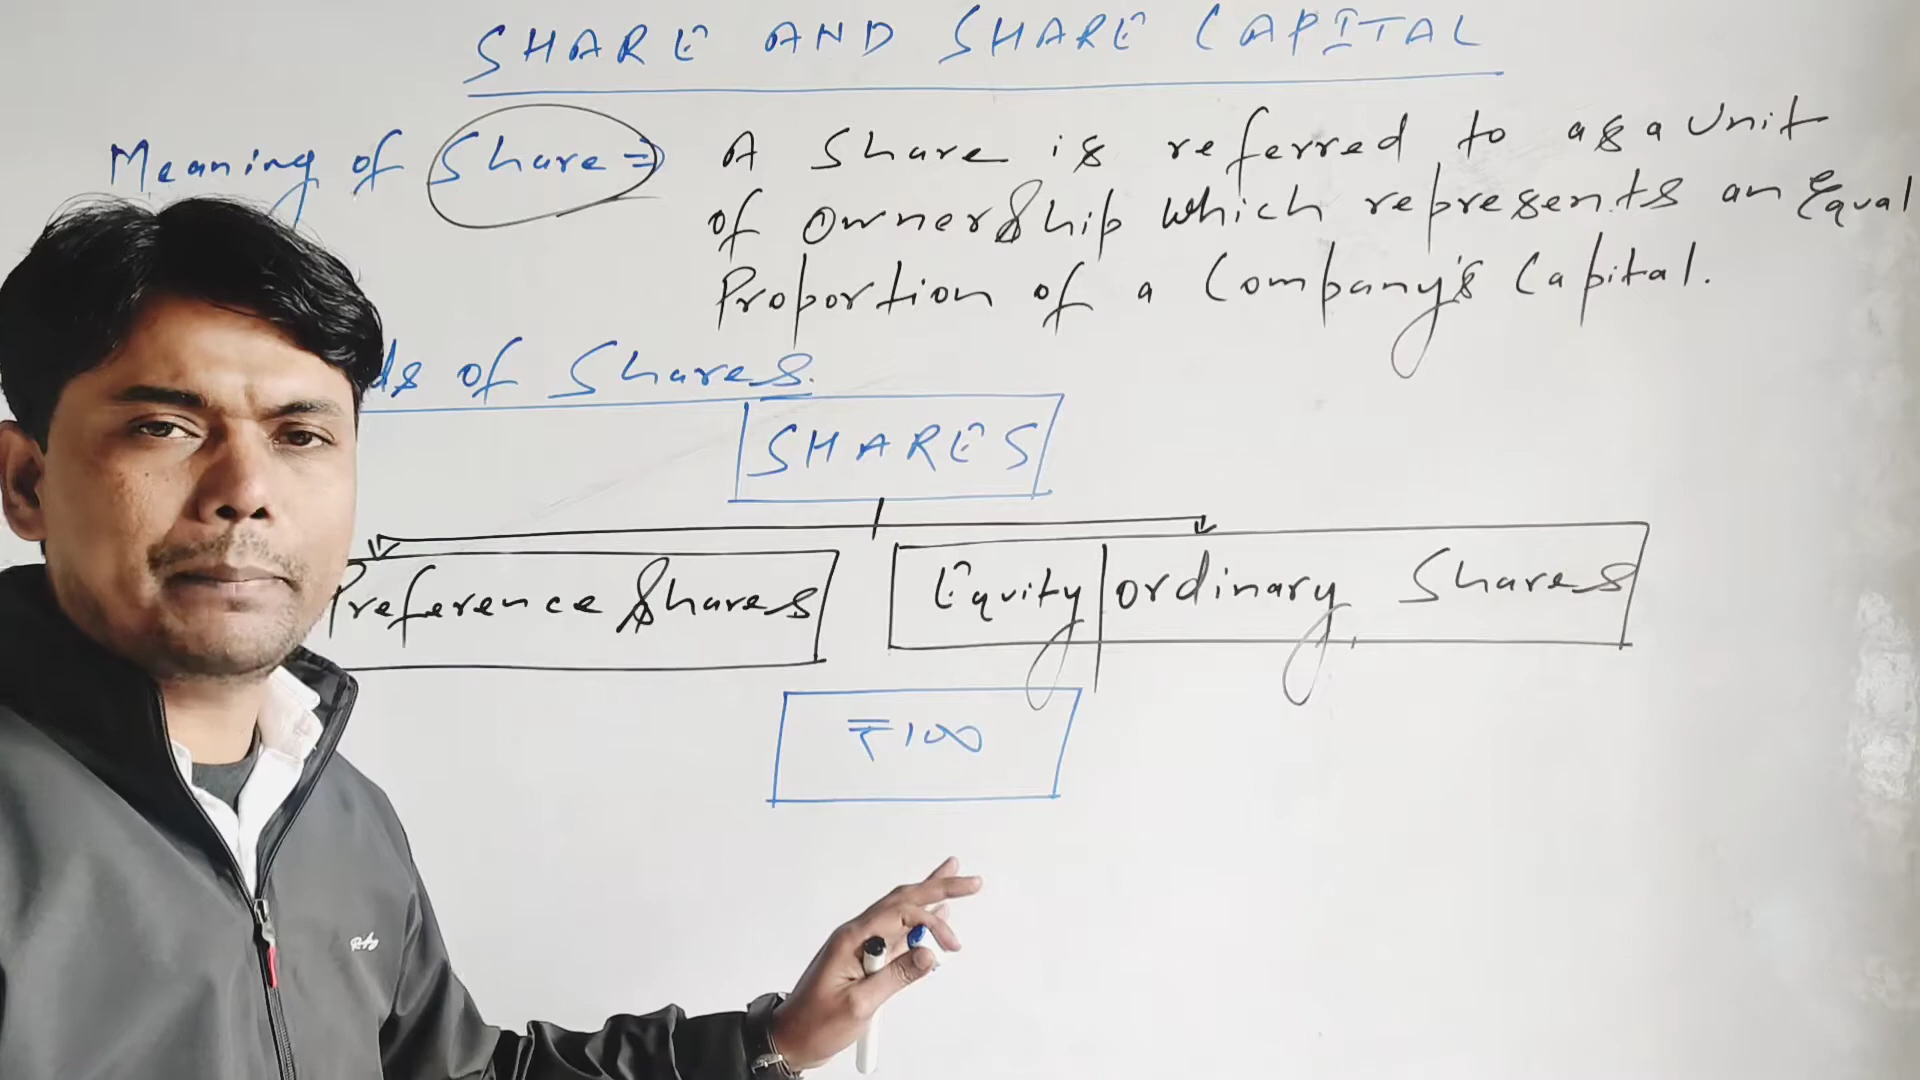 SHARE AND SHARE CAPITAL
Meaning of Share => A Share is referred to as a Unit
of Ownership which represents an Equal
Proportion of a Company's Capital.
ds of Shares.
SHARES
Preference Shares
Equity|ordinary Shares
₹100